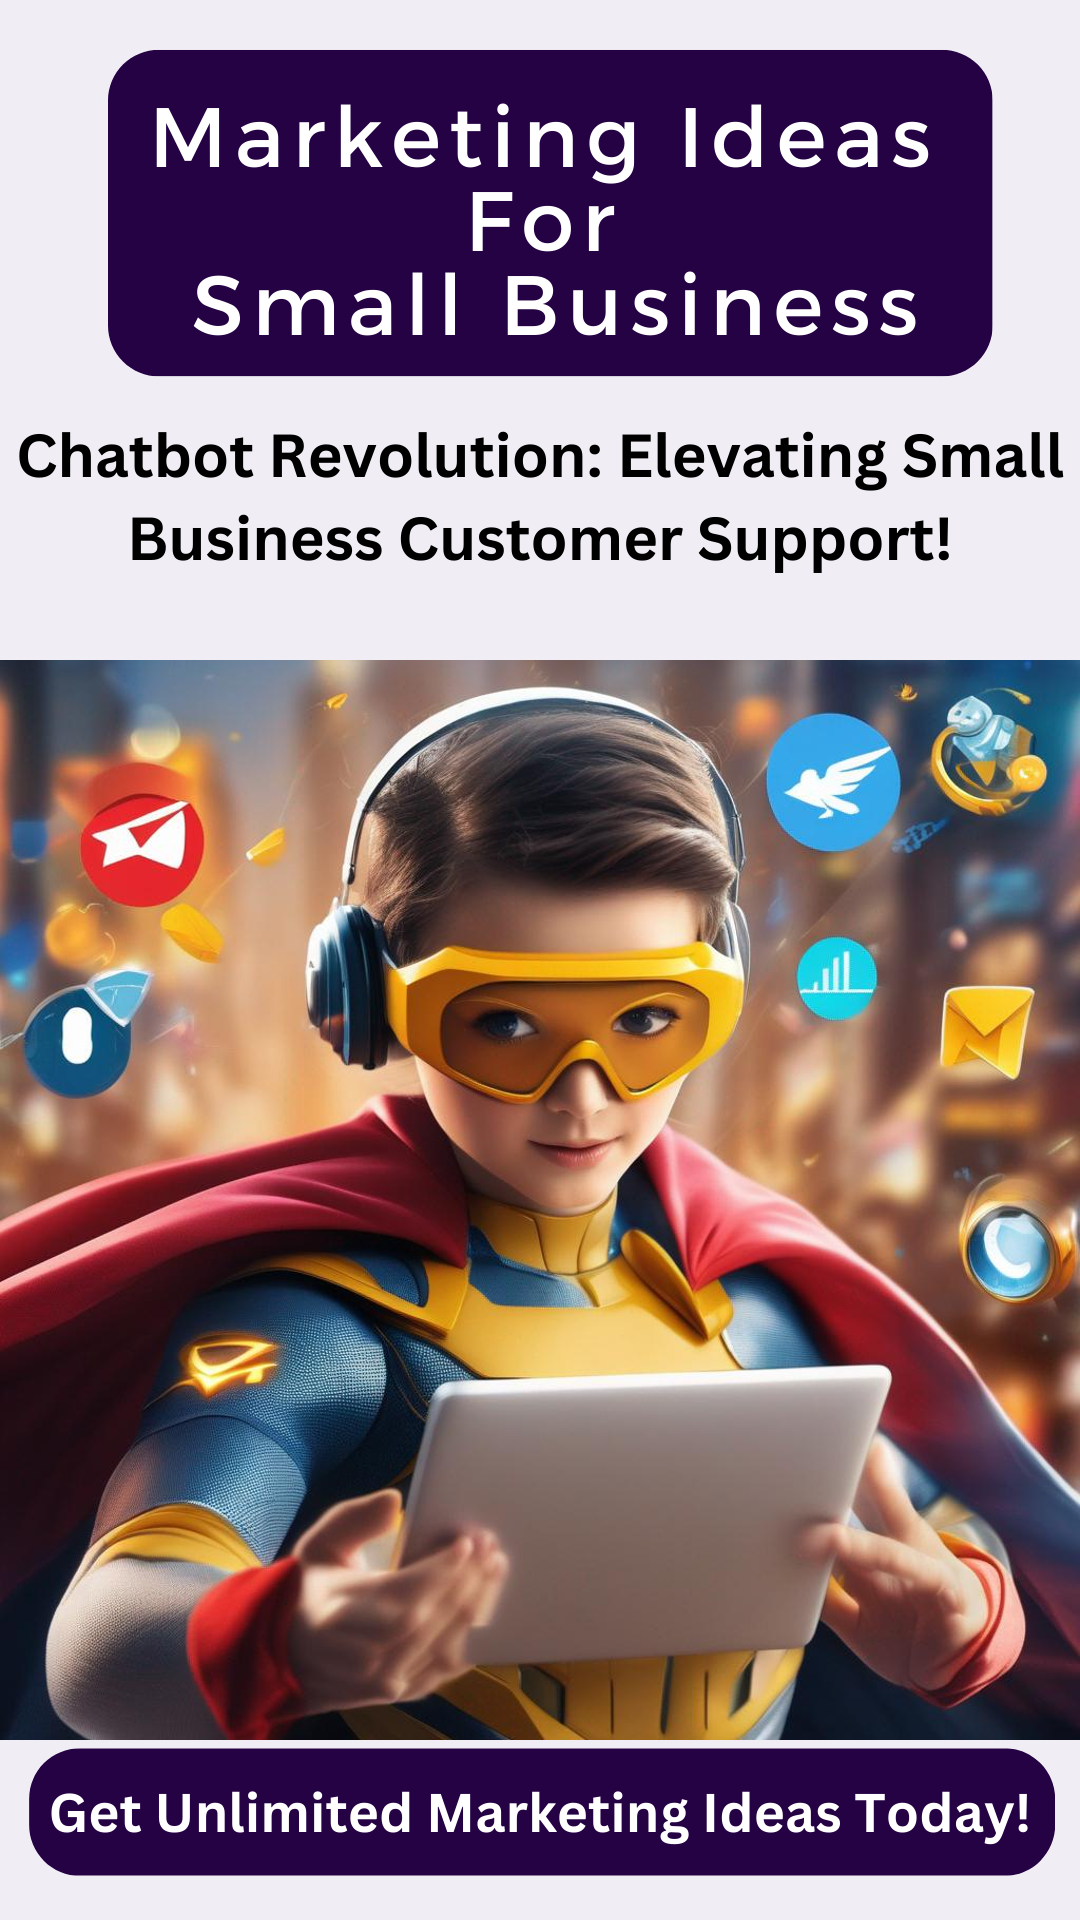 Marketing Ideas
For
Small Business
Chatbot Revolution: Elevating Small
Business Customer Support!
Get Unlimited Marketing Ideas Today!